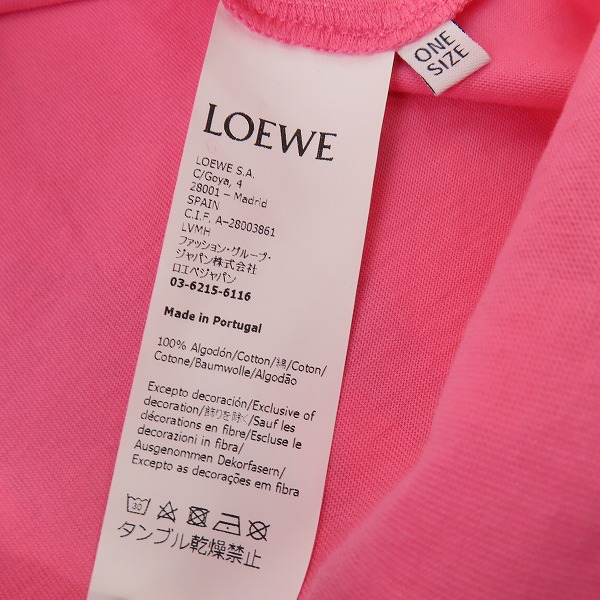 ONE
SIZE
LOEWE
LOEWE S.A.
C/Goya, 4
28001 – Madrid
SPAIN
C.I.F. A-28003861
LVMH
ファッション・グループ・
ジャパン株式会社
ロエベジャパン
03-6215-6116
Made in Portugal
100% Algodón/Cotton/綿/Coton/
Cotone/Baumwolle/Algodão
Excepto decoración/Exclusive of
decoration/飾りを除く/Sauf les
décorations en fibre/Escluse le
decorazioni in fibra/
Ausgenommen Dekorfasern/
Excepto as decorações em fibra
30
タンブル乾燥禁止